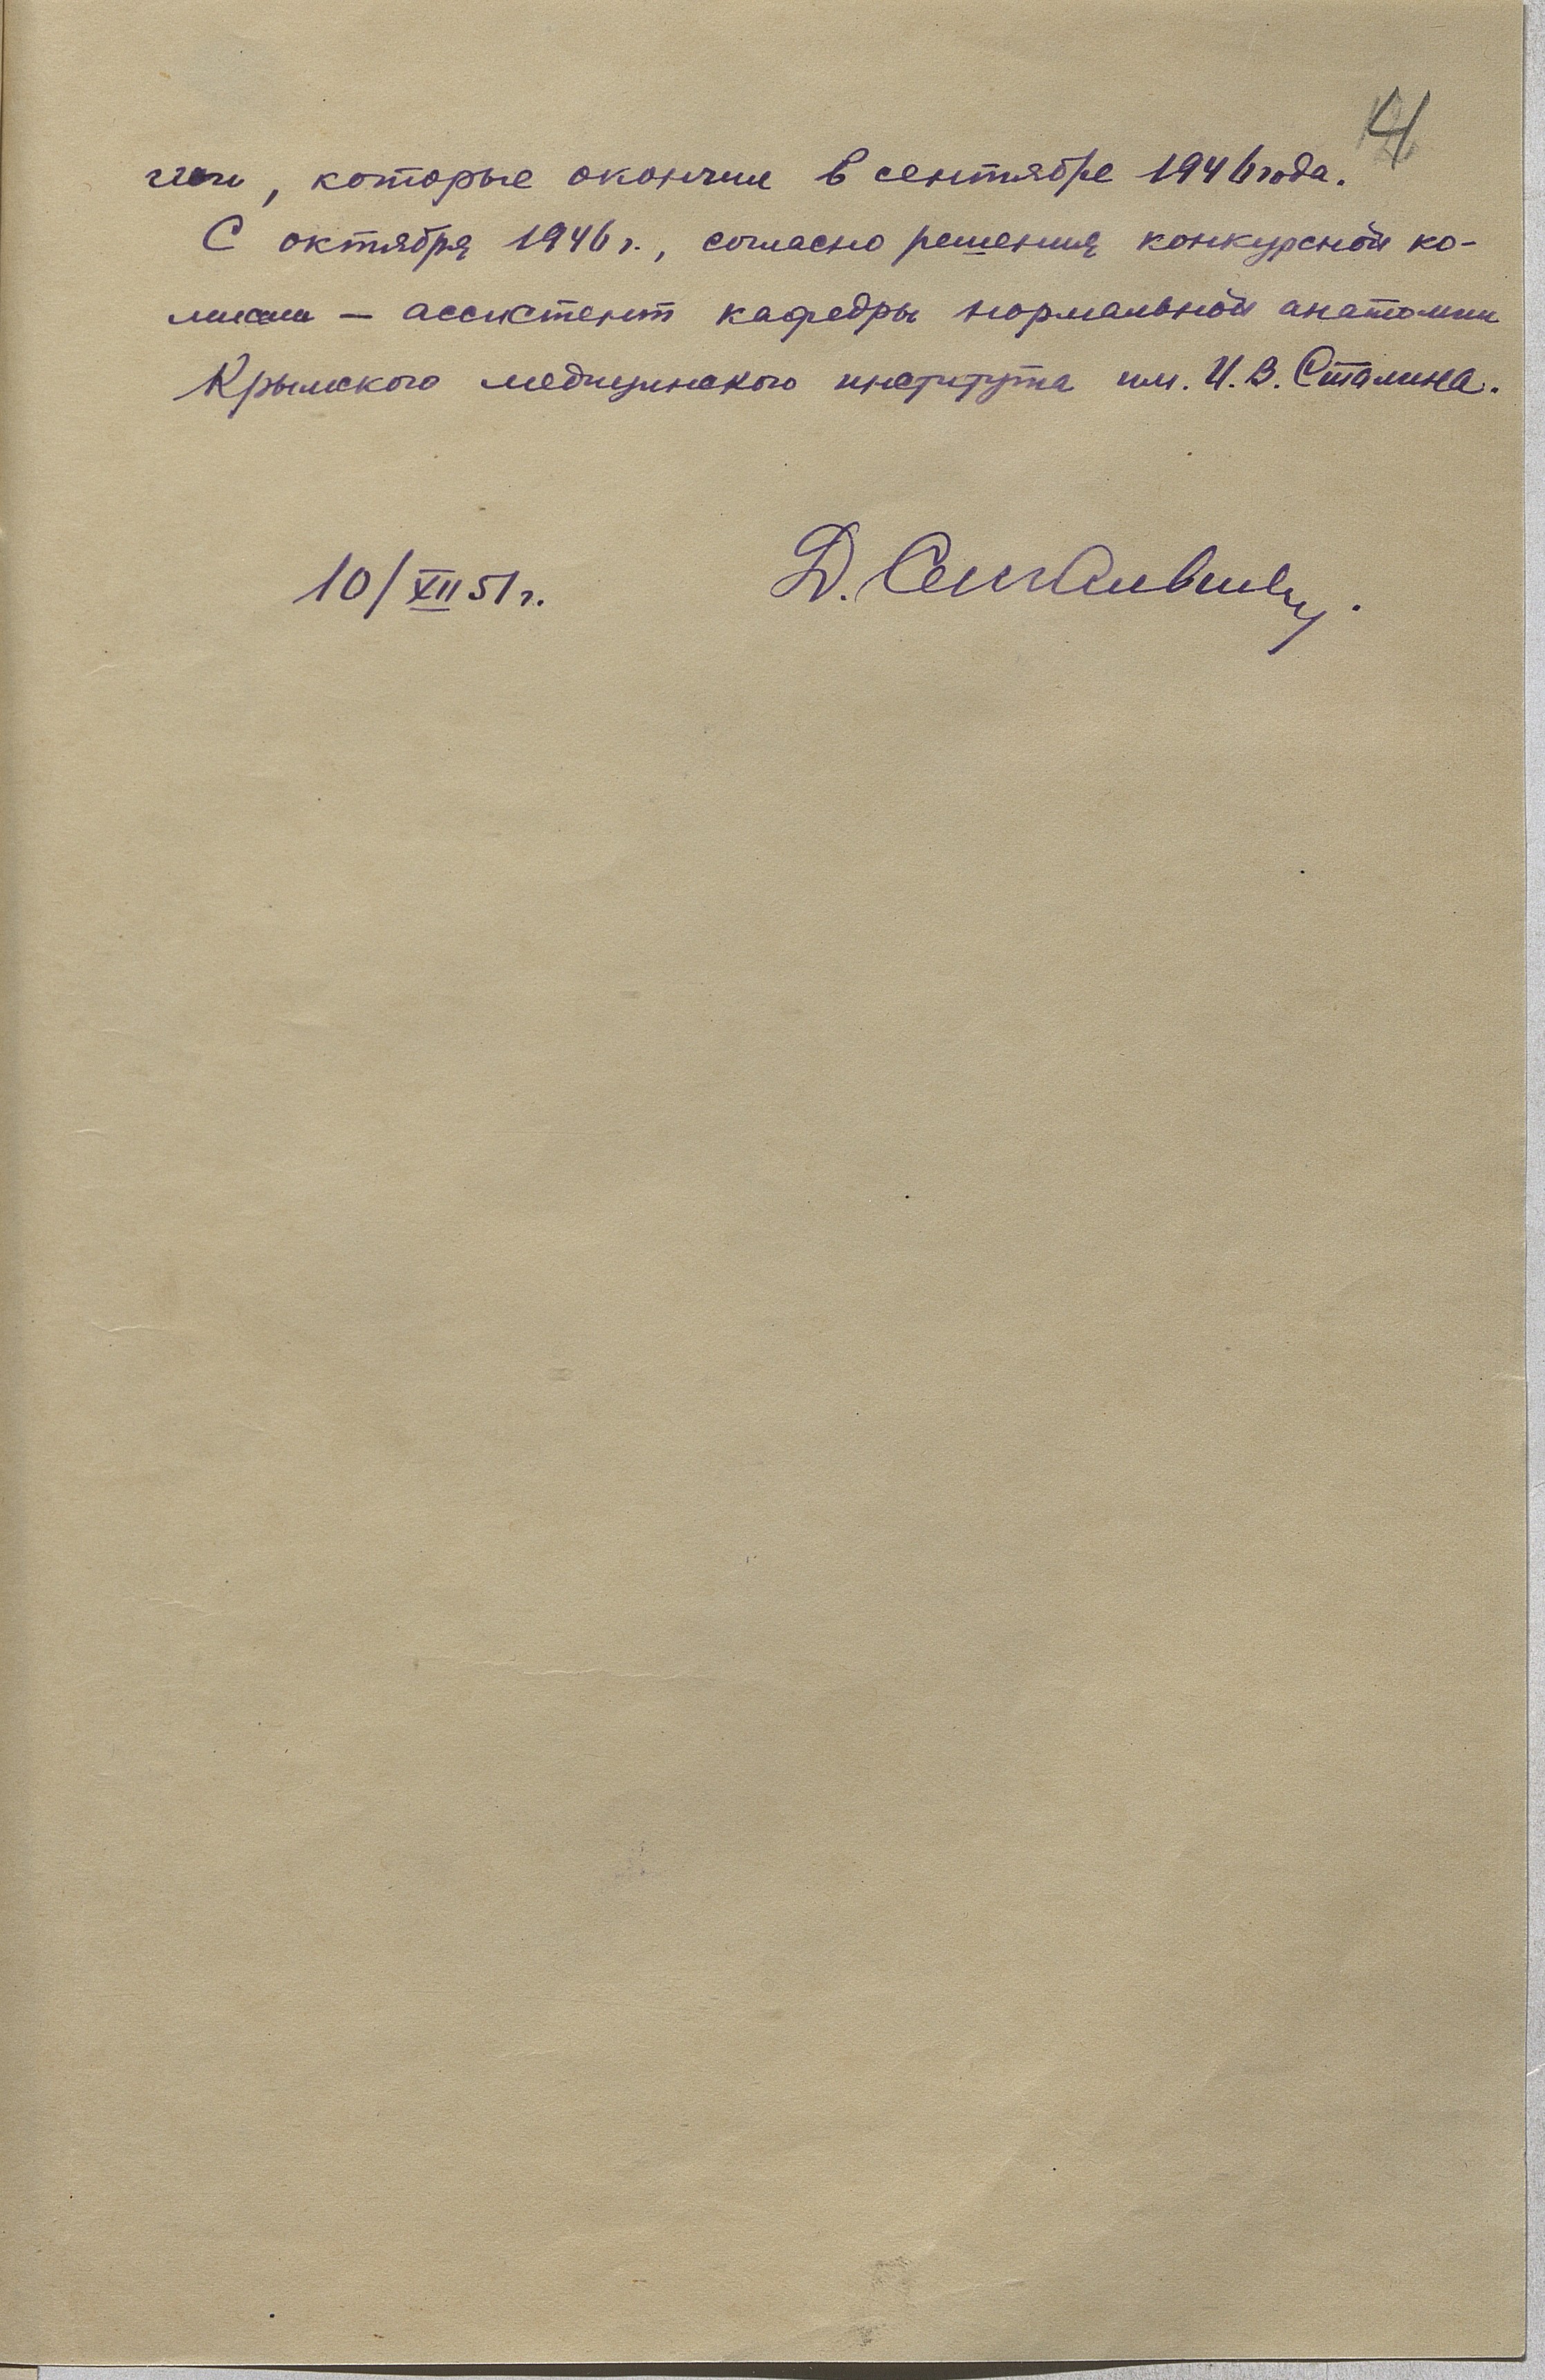 4
гии, которые окончил в сентябре 1946 года.
С октября 1946 г., согласно решения конкурсной ко-
миссии – ассистент кафедры нормальной анатомии
Крымского медицинского института им. И. В. Сталина.
10/XII 51 г.
Д.